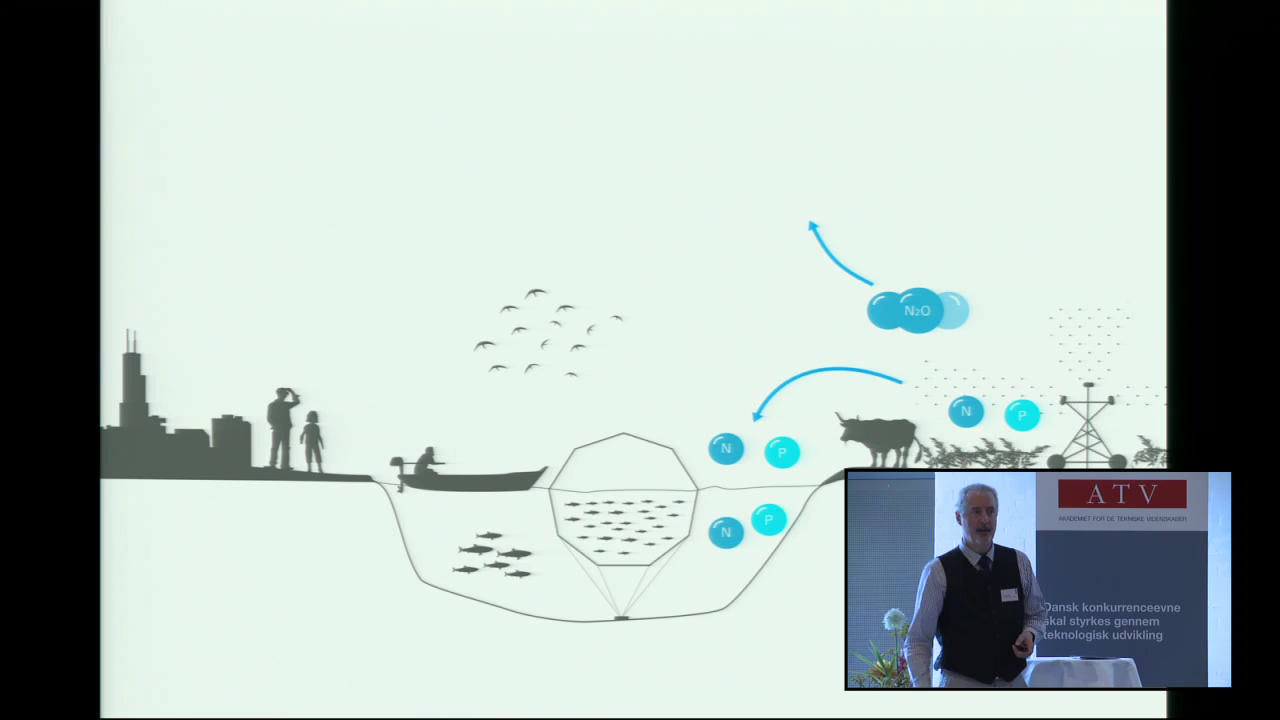 N₂O
N
P
N
P
N
P
ATV
AKADEMIET FOR DE TEKNISKE VIDENSKABER
Dansk konkurrenceevne
skal styrkes gennem
teknologisk udvikling